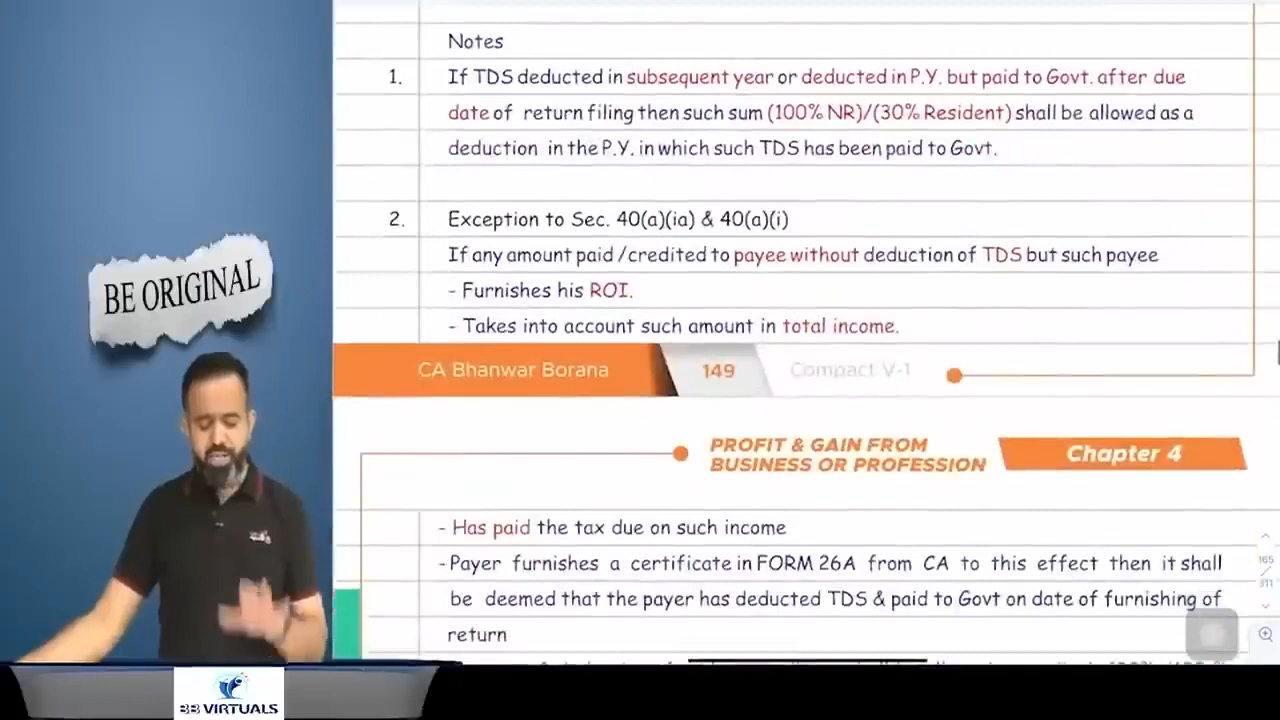 Notes
1. If TDS deducted in subsequent year or deducted in P.Y. but paid to Govt. after due
date of return filing then such sum (100% NR)/(30% Resident) shall be allowed as a
deduction in the P.Y. in which such TDS has been paid to Govt.
2. Exception to Sec. 40(a)(ia) & 40(a)(i)
If any amount paid /credited to payee without deduction of TDS but such payee
- Furnishes his ROI.
- Takes into account such amount in total income.
CA Bhanwar Borana 149 Compact V-1
PROFIT & GAIN FROM
BUSINESS OR PROFESSION
Chapter 4
- Has paid the tax due on such income
- Payer furnishes a certificate in FORM 26A from CA to this effect then it shall
be deemed that the payer has deducted TDS & paid to Govt on date of furnishing of
return
165
/
311
BE ORIGINAL
BB VIRTUALS